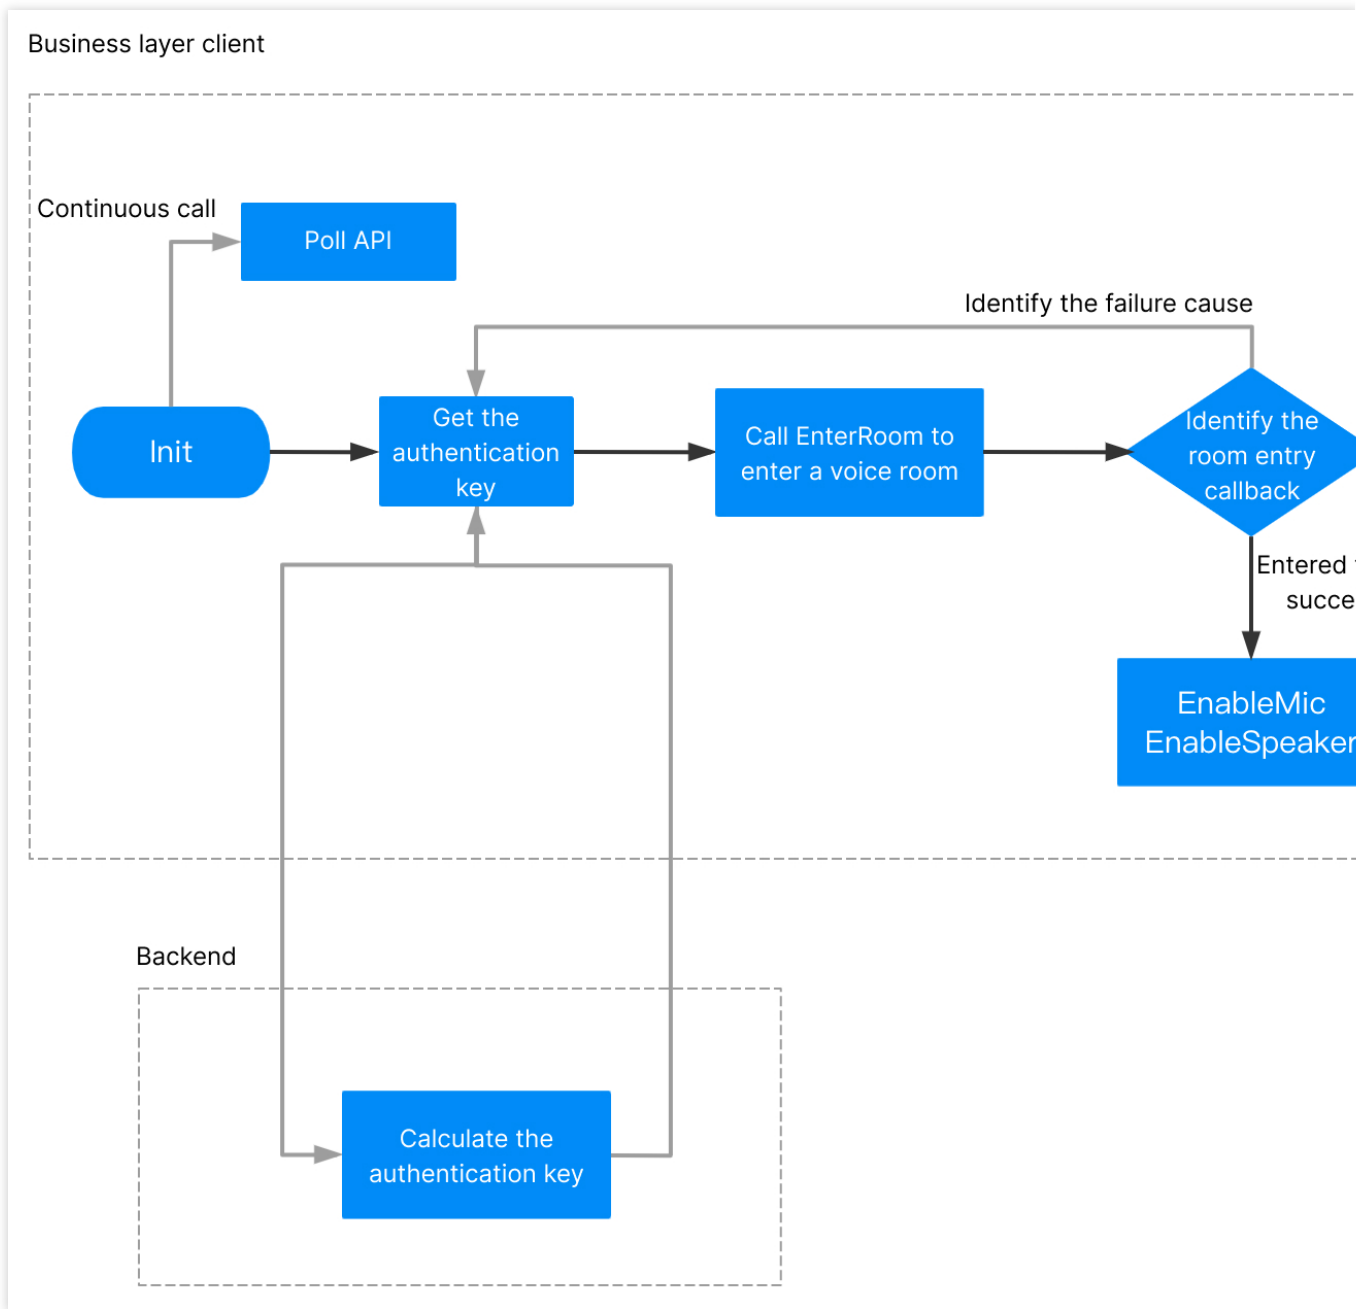 Business layer client
Continuous call
Poll API
Identify the failure cause
Init
Get the
authentication
key
Call EnterRoom to
enter a voice room
Identify the
room entry
callback
Entered
EnableMic
EnableSpeaker
Backend
Calculate the
authentication key